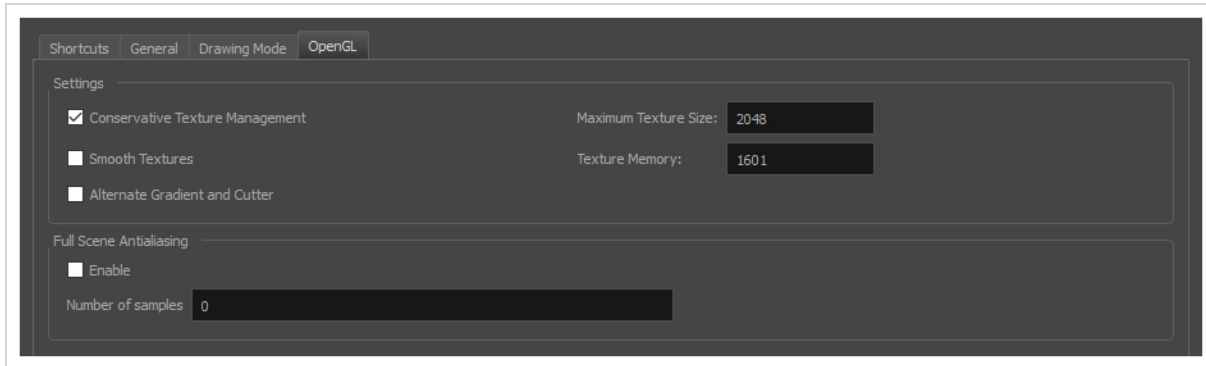 Shortcuts General Drawing Mode OpenGL
Settings
Conservative Texture Management Maximum Texture Size: 2048
Smooth Textures Texture Memory: 1601
Alternate Gradient and Cutter
Full Scene Antialiasing
Enable
Number of samples 0